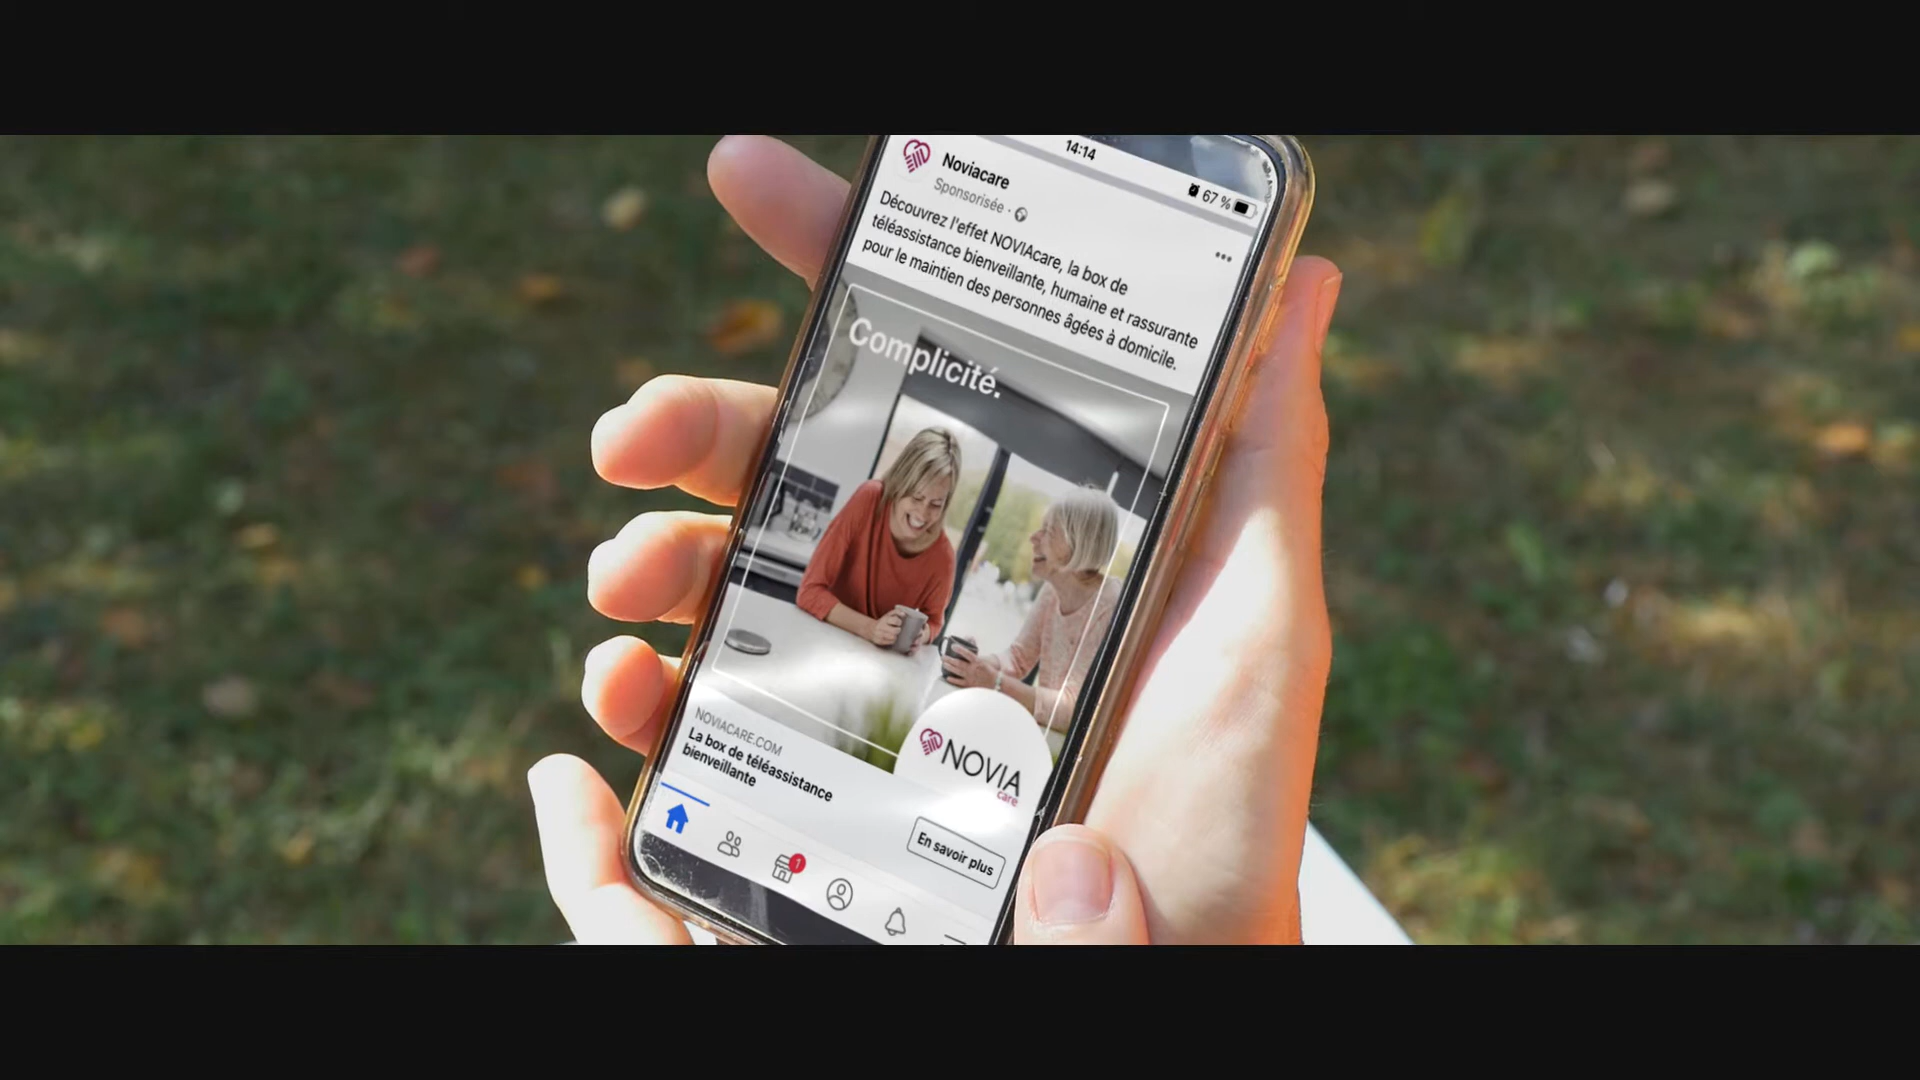 14:14
67 %
Noviacare
Sponsorisée ·
Découvrez l'effet NOVIAcare, la box de
téléassistance bienveillante, humaine et rassurante
pour le maintien des personnes âgées à domicile.
Complicité.
NOVIA
care
NOVIACARE.COM
La box de téléassistance
bienveillante
En savoir plus
1